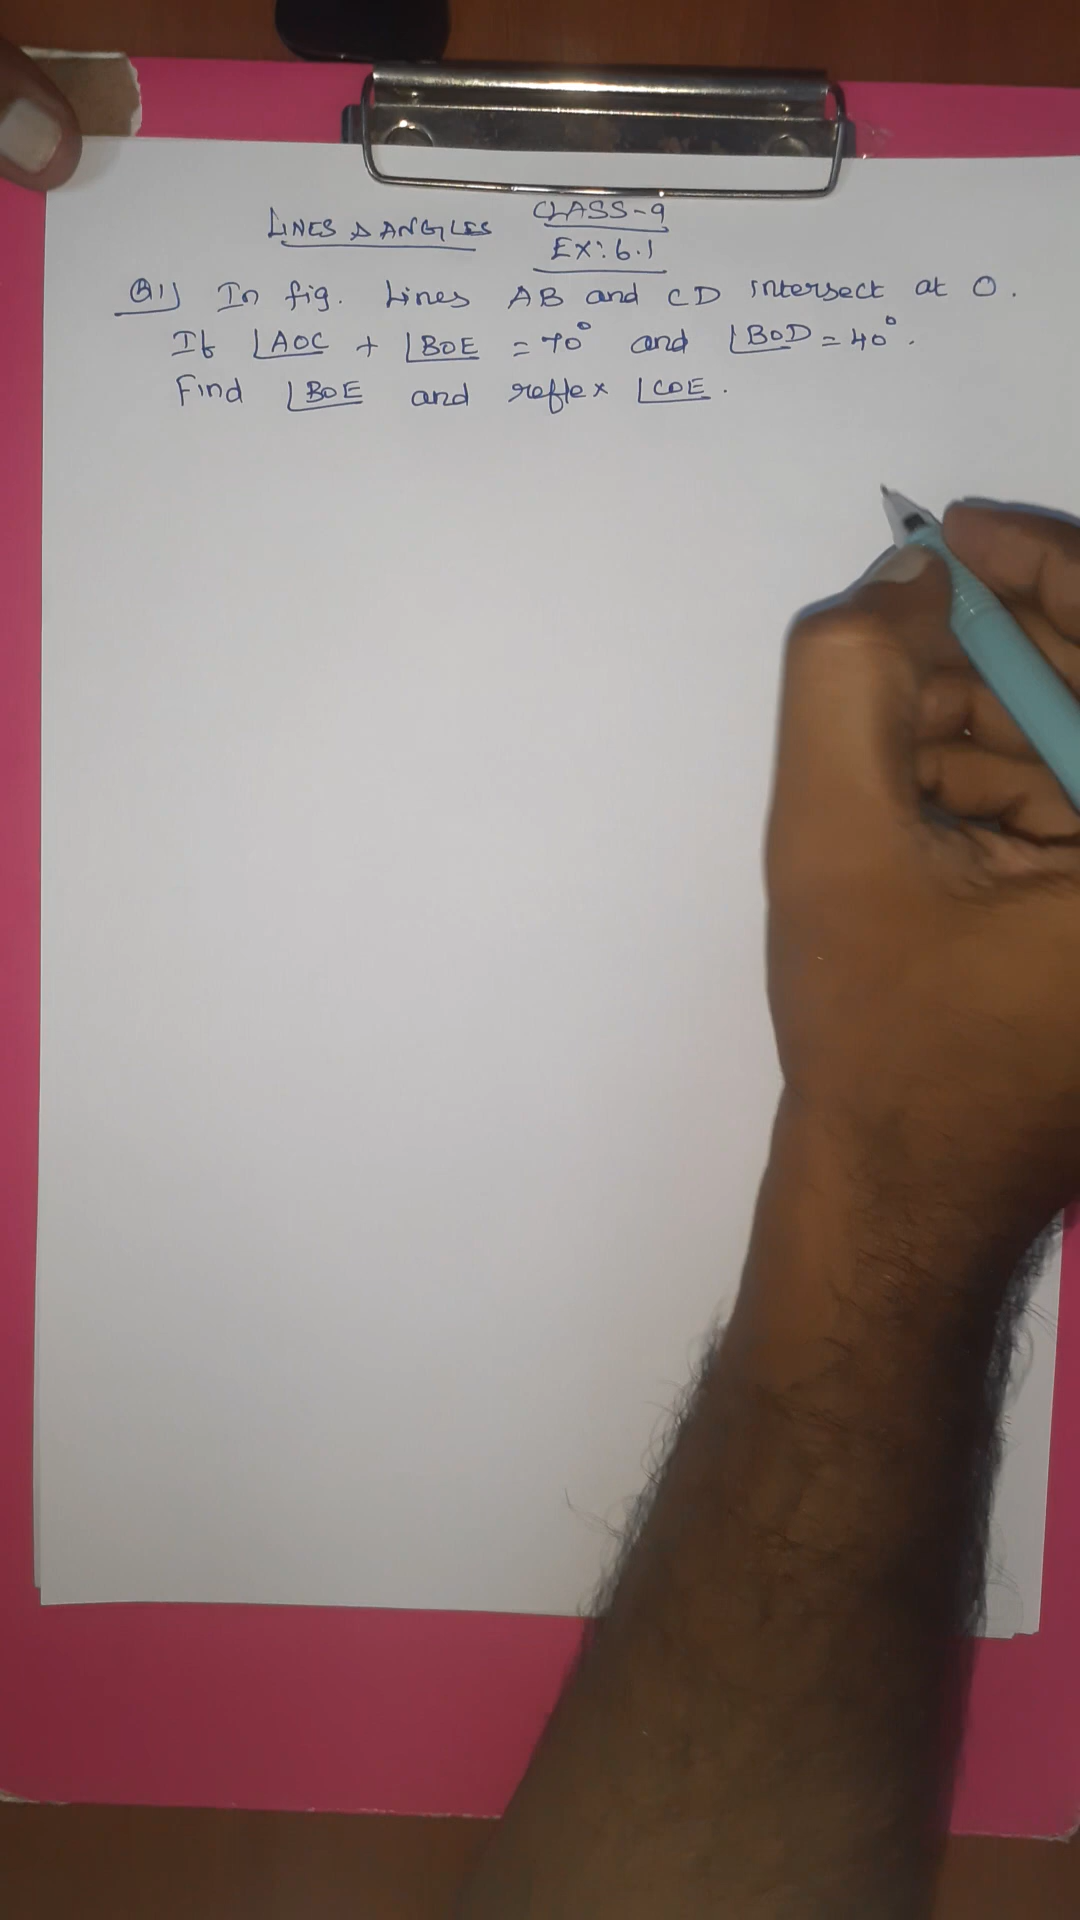 LINES & ANGLES CLASS-9
EX: 6.1
Q1) In fig. Lines AB and CD intersect at O.
If ∠AOC + ∠BOE = 70° and ∠BOD = 40°.
Find ∠BOE and reflex ∠COE.